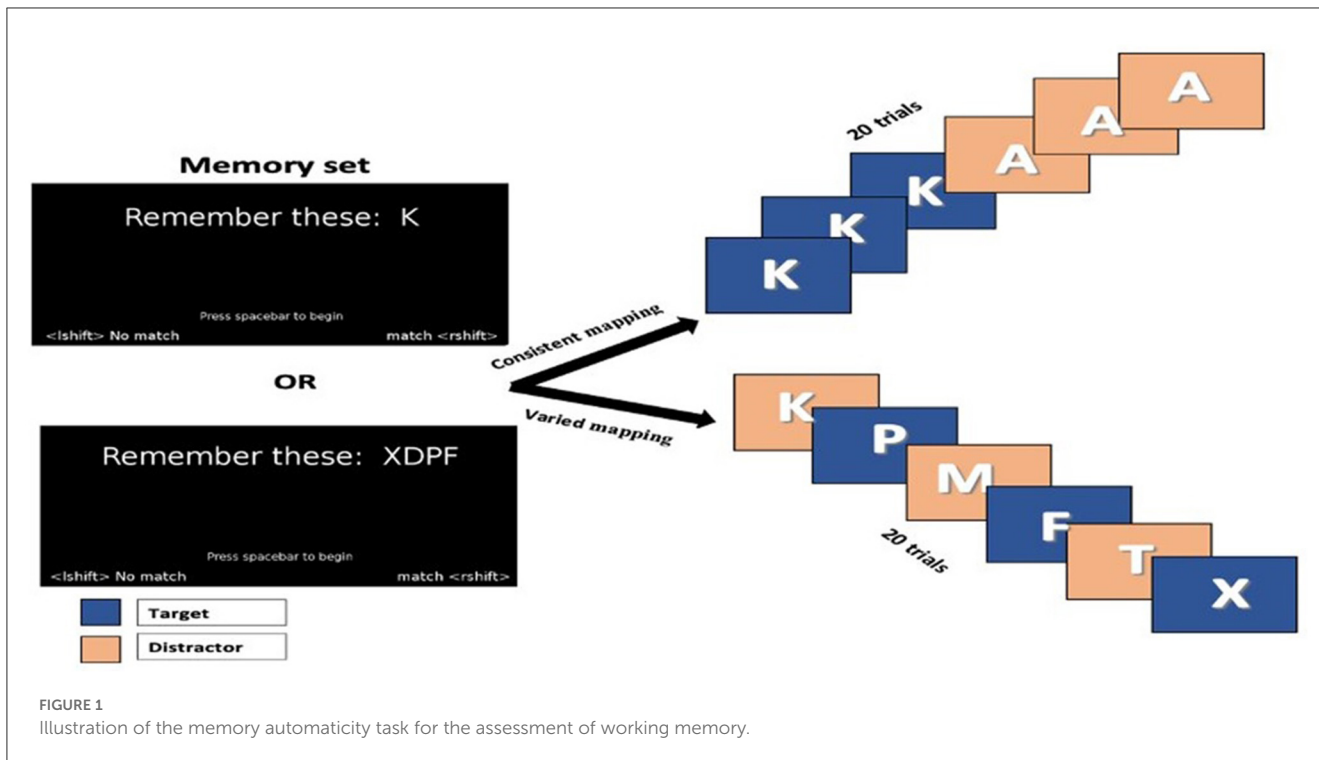 Memory set
Remember these: K
Press spacebar to begin
<lshift> No match match <rshift>
OR
Remember these: XDPF
Press spacebar to begin
<lshift> No match match <rshift>
Target
Distractor
Consistent mapping
Varied mapping
20 trials
K
K
K
A
A
A
K
P
M
F
T
X
20 trials
FIGURE 1
Illustration of the memory automaticity task for the assessment of working memory.